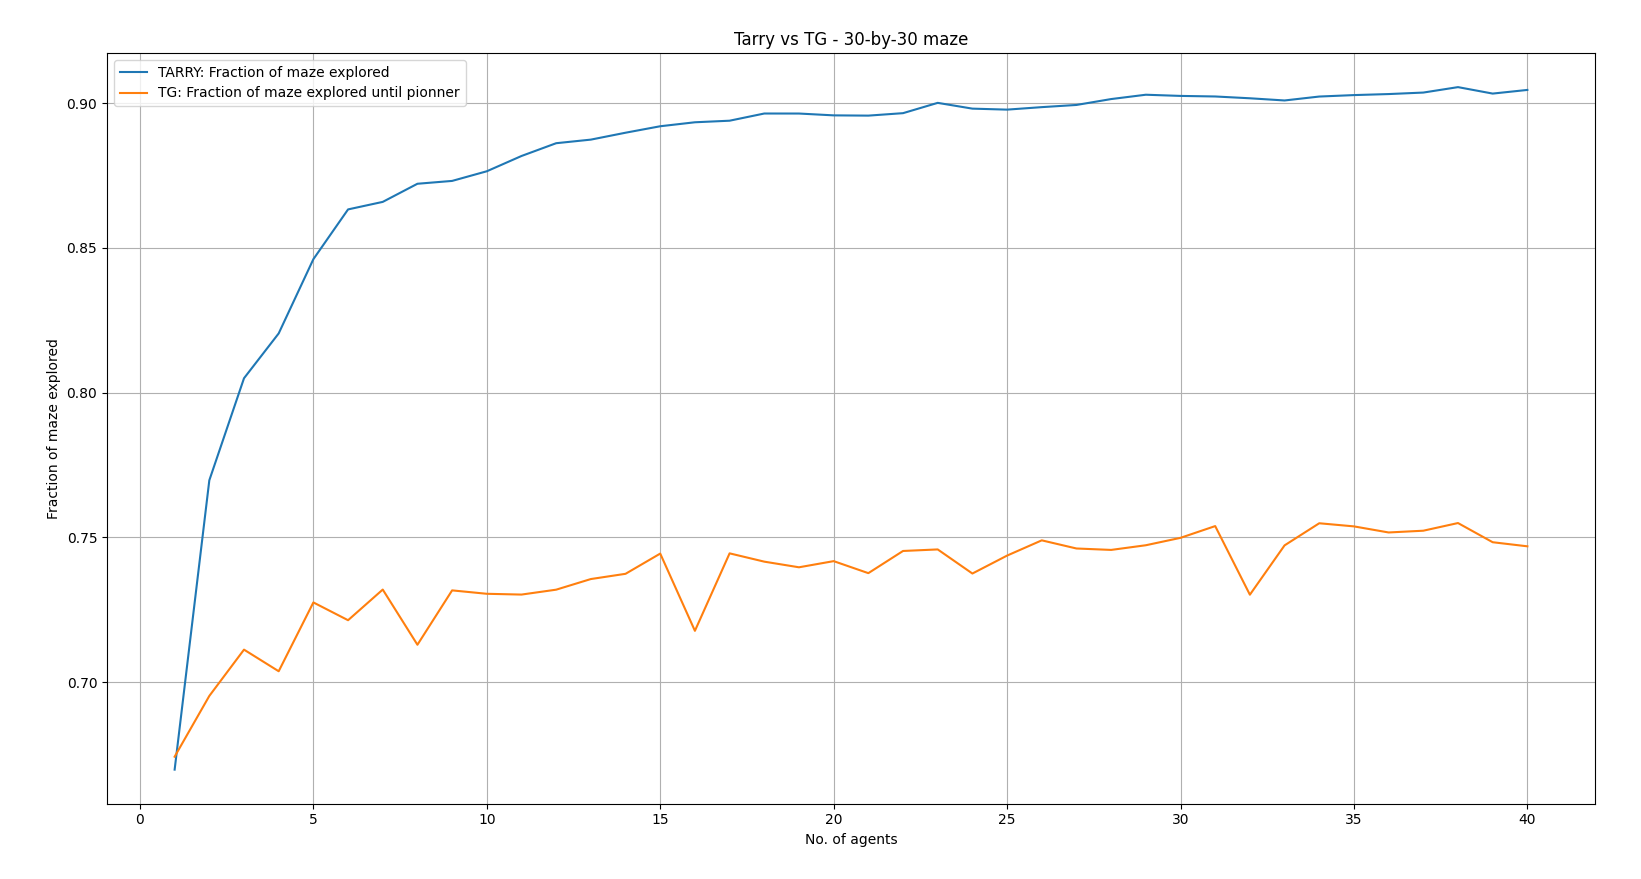 Tarry vs TG - 30-by-30 maze
TARRY: Fraction of maze explored
TG: Fraction of maze explored until pionner
0.90
0.85
0.80
0.75
0.70
Fraction of maze explored
0 5 10 15 20 25 30 35 40
No. of agents